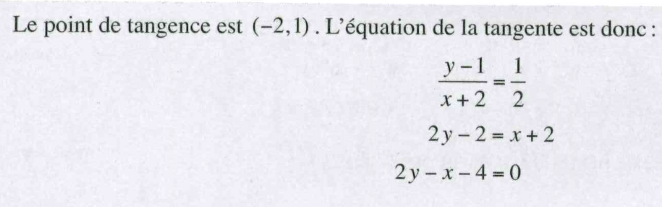 Le point de tangence est (−2,1). L'équation de la tangente est donc :
(y − 1)/(x + 2) = 1/2
2y − 2 = x + 2
2y − x − 4 = 0